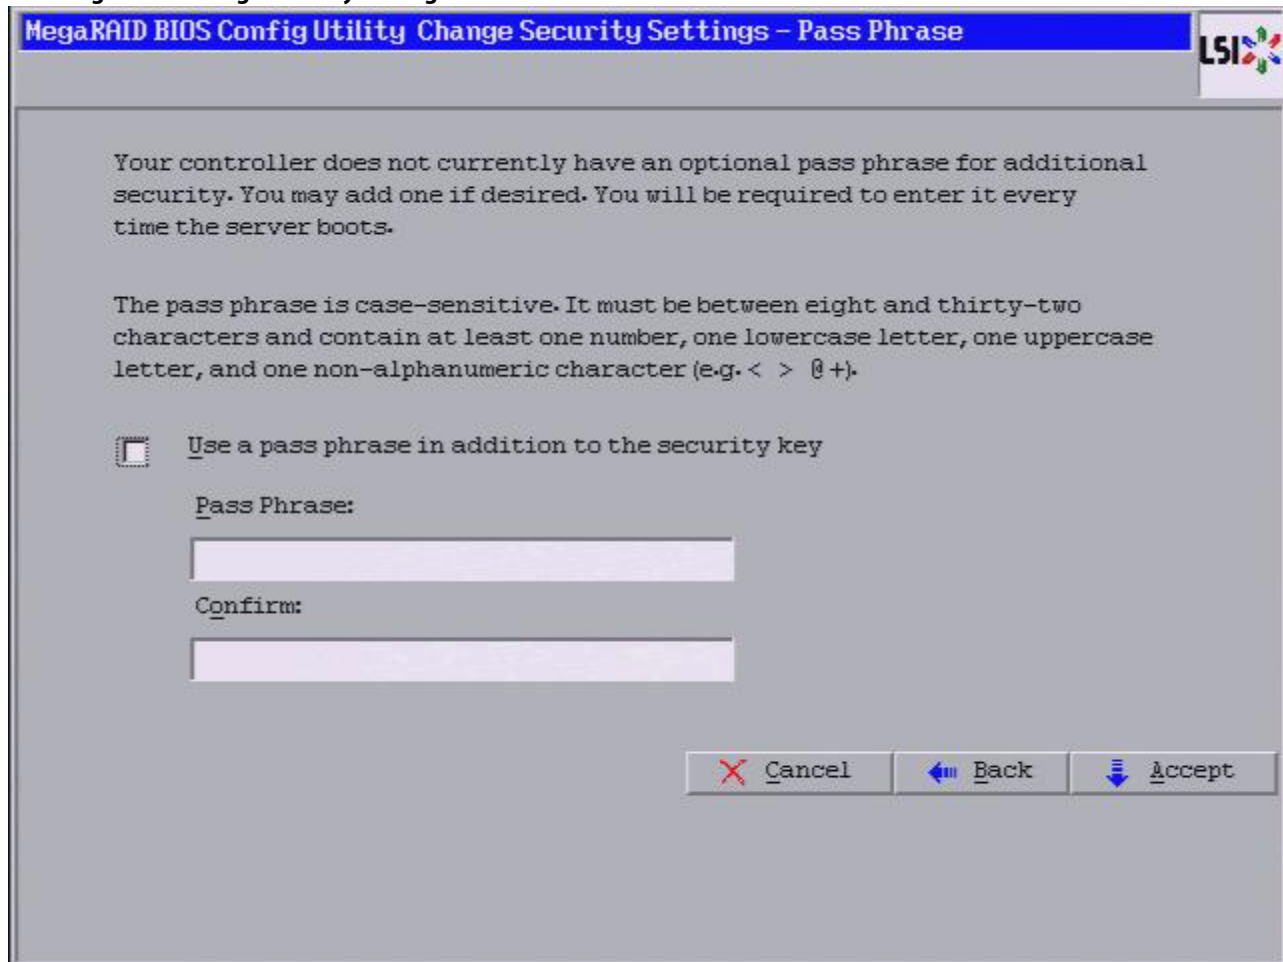 MegaRAID BIOS Config Utility Change Security Settings – Pass Phrase
LSI
Your controller does not currently have an optional pass phrase for additional
security. You may add one if desired. You will be required to enter it every
time the server boots.
The pass phrase is case-sensitive. It must be between eight and thirty-two
characters and contain at least one number, one lowercase letter, one uppercase
letter, and one non-alphanumeric character (e.g. < > @ +).
Use a pass phrase in addition to the security key
Pass Phrase:
Confirm:
Cancel Back Accept